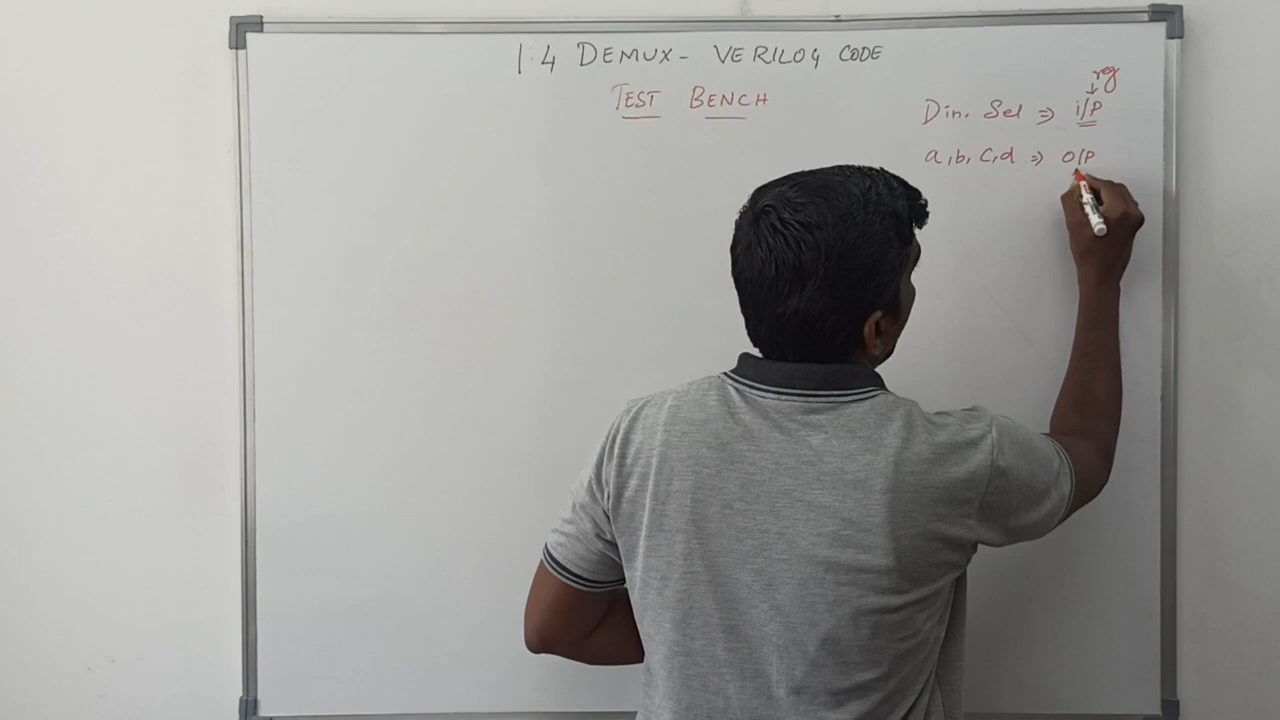 1:4 DEMUX- VERILOG CODE
TEST BENCH
reg
↓
Din, Sel ⇒ i/P
a, b, c, d ⇒ O/P